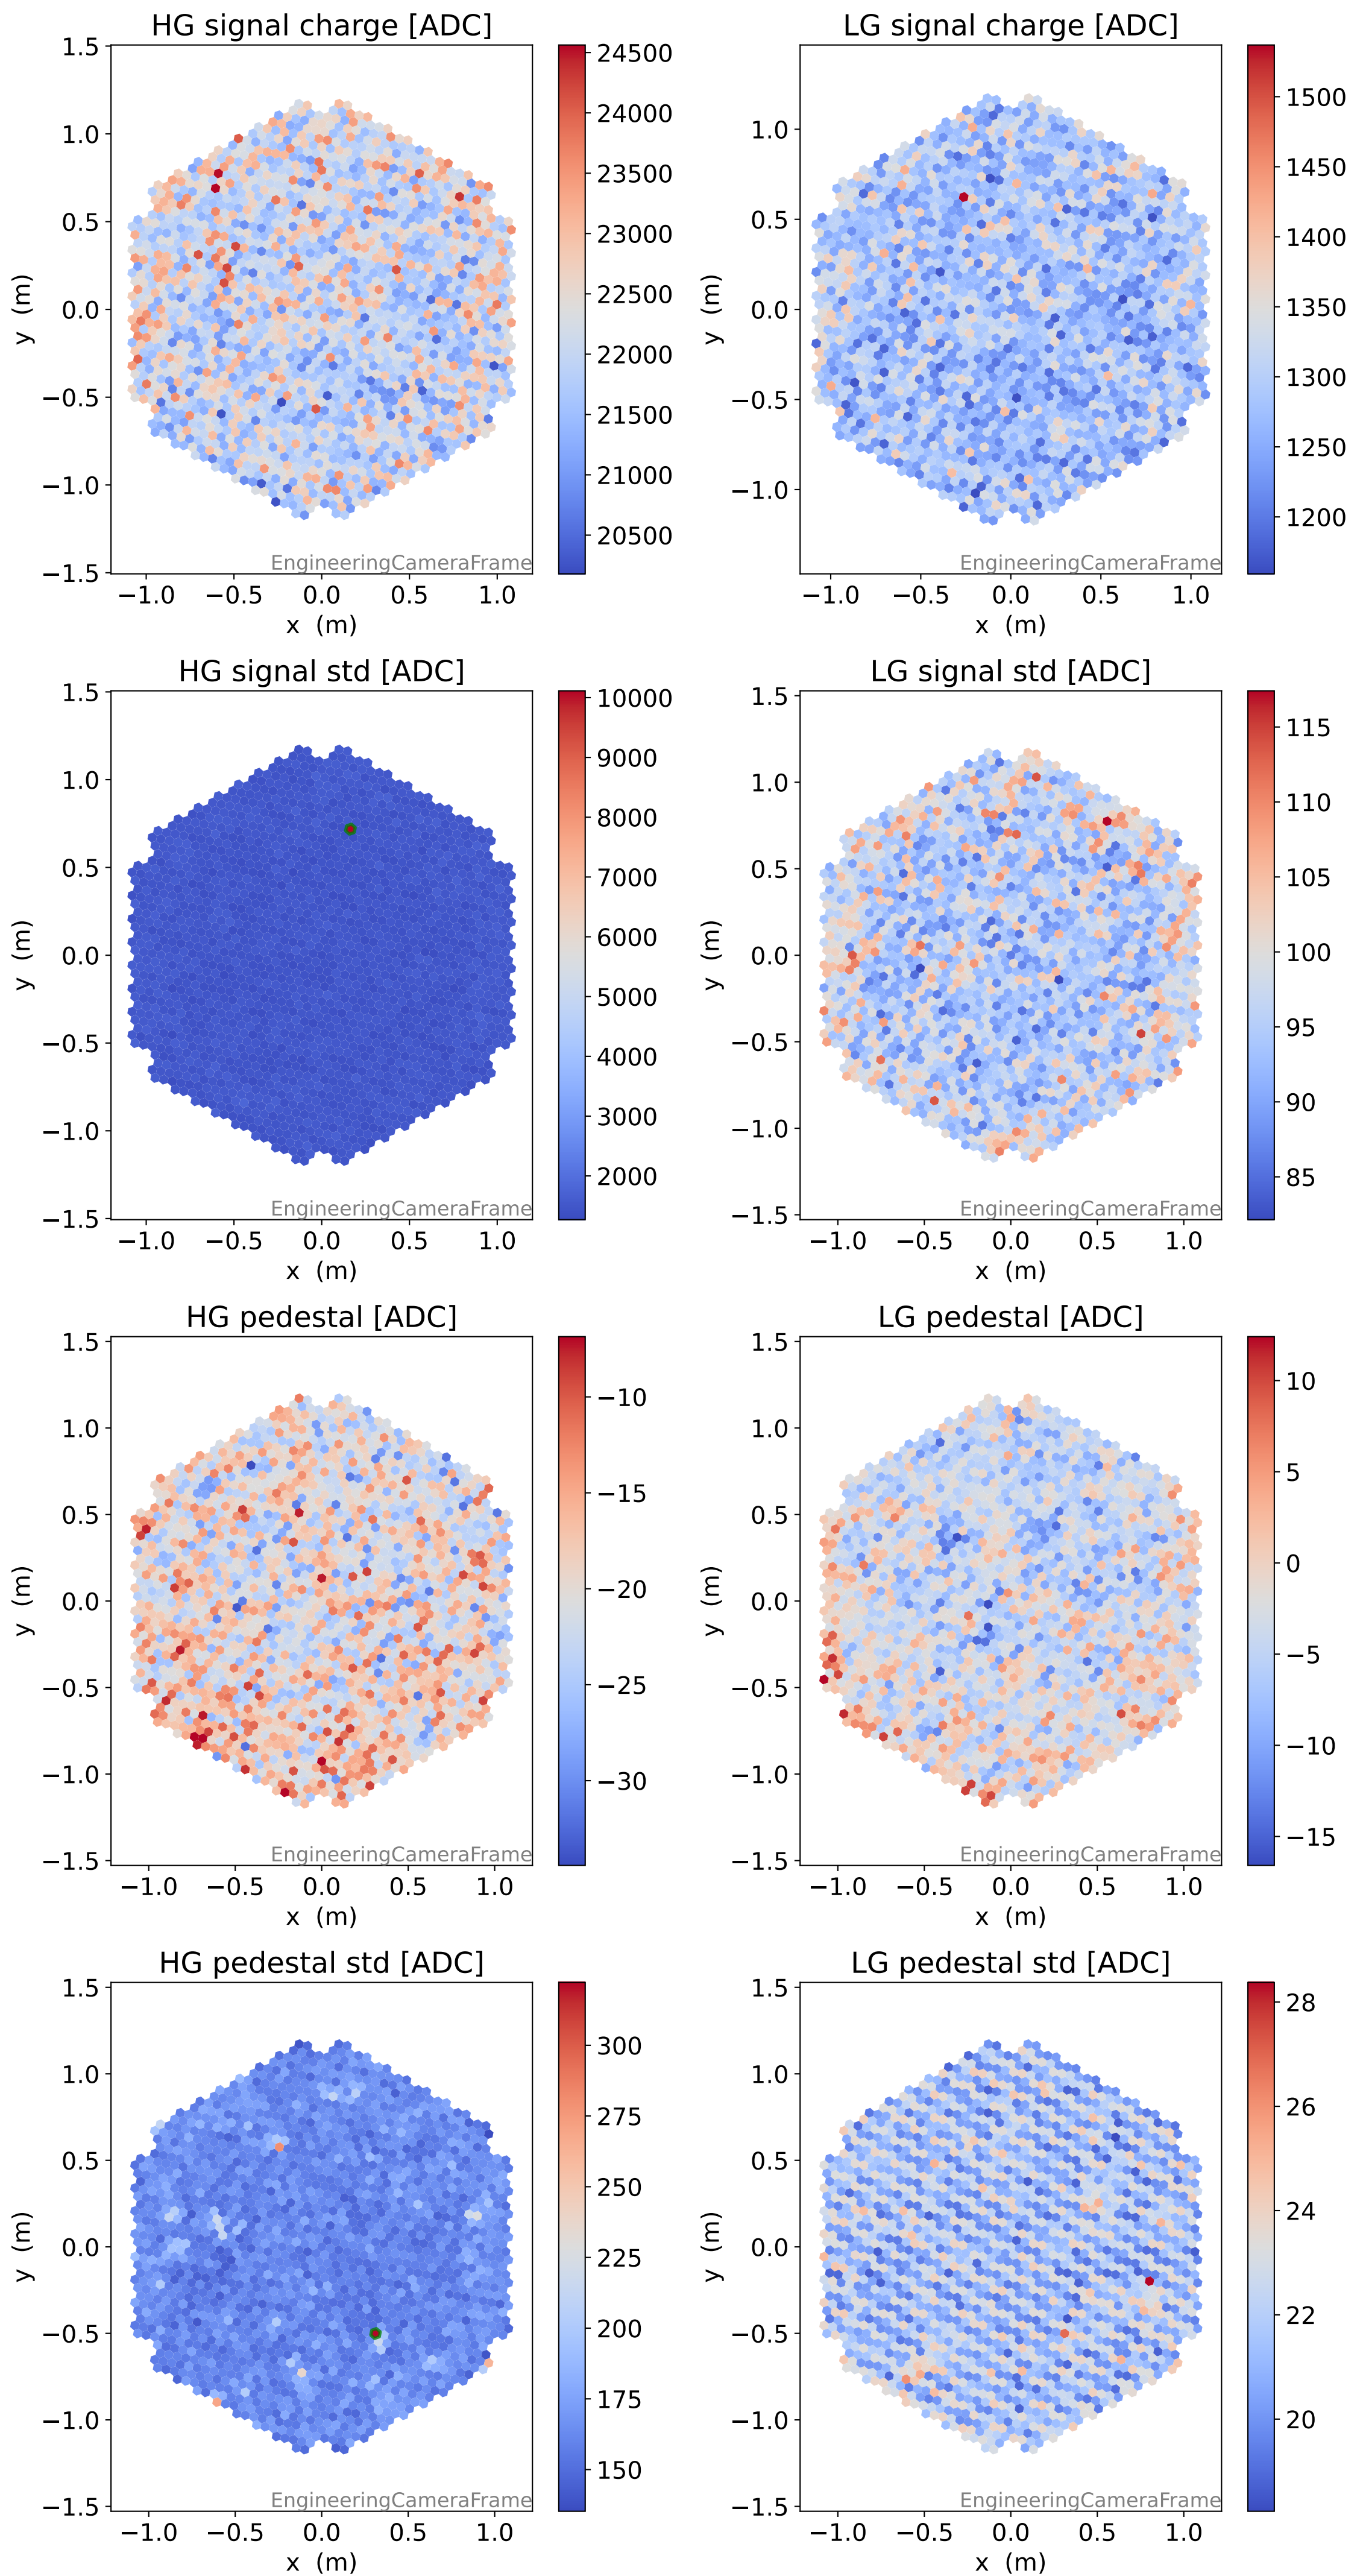 HG signal charge [ADC]
LG signal charge [ADC]
1.5
1.0
0.5
0.0
−0.5
−1.0
−1.5
y (m)
−1.0 −0.5 0.0 0.5 1.0
x (m)
EngineeringCameraFrame
24500
24000
23500
23000
22500
22000
21500
21000
20500
1.0
0.5
0.0
−0.5
−1.0
y (m)
−1.0 −0.5 0.0 0.5 1.0
x (m)
EngineeringCameraFrame
1500
1450
1400
1350
1300
1250
1200
HG signal std [ADC]
LG signal std [ADC]
1.5
1.0
0.5
0.0
−0.5
−1.0
−1.5
y (m)
−1.0 −0.5 0.0 0.5 1.0
x (m)
EngineeringCameraFrame
10000
9000
8000
7000
6000
5000
4000
3000
2000
1.5
1.0
0.5
0.0
−0.5
−1.0
−1.5
y (m)
−1.0 −0.5 0.0 0.5 1.0
x (m)
EngineeringCameraFrame
115
110
105
100
95
90
85
HG pedestal [ADC]
LG pedestal [ADC]
1.5
1.0
0.5
0.0
−0.5
−1.0
−1.5
y (m)
−1.0 −0.5 0.0 0.5 1.0
x (m)
EngineeringCameraFrame
−10
−15
−20
−25
−30
1.5
1.0
0.5
0.0
−0.5
−1.0
−1.5
y (m)
−1.0 −0.5 0.0 0.5 1.0
x (m)
EngineeringCameraFrame
10
5
0
−5
−10
−15
HG pedestal std [ADC]
LG pedestal std [ADC]
1.5
1.0
0.5
0.0
−0.5
−1.0
−1.5
y (m)
−1.0 −0.5 0.0 0.5 1.0
x (m)
EngineeringCameraFrame
300
275
250
225
200
175
150
1.5
1.0
0.5
0.0
−0.5
−1.0
−1.5
y (m)
−1.0 −0.5 0.0 0.5 1.0
x (m)
EngineeringCameraFrame
28
26
24
22
20